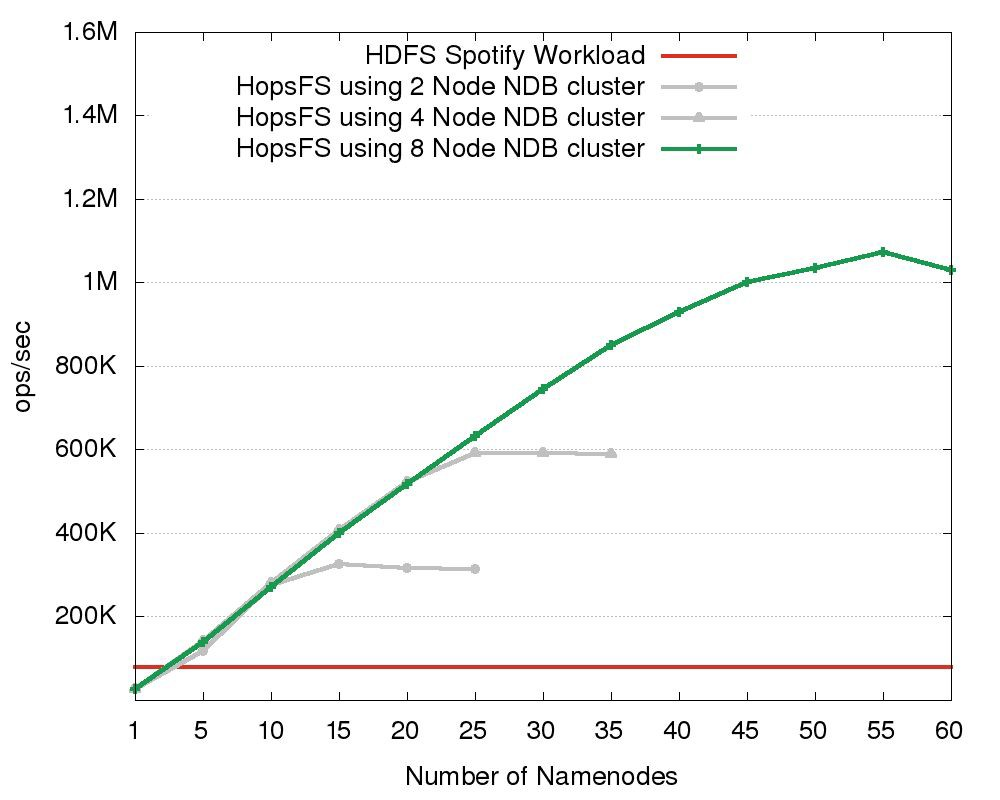 1.6M
1.4M
1.2M
1M
800K
600K
400K
200K
ops/sec
HDFS Spotify Workload
HopsFS using 2 Node NDB cluster
HopsFS using 4 Node NDB cluster
HopsFS using 8 Node NDB cluster
1 5 10 15 20 25 30 35 40 45 50 55 60
Number of Namenodes